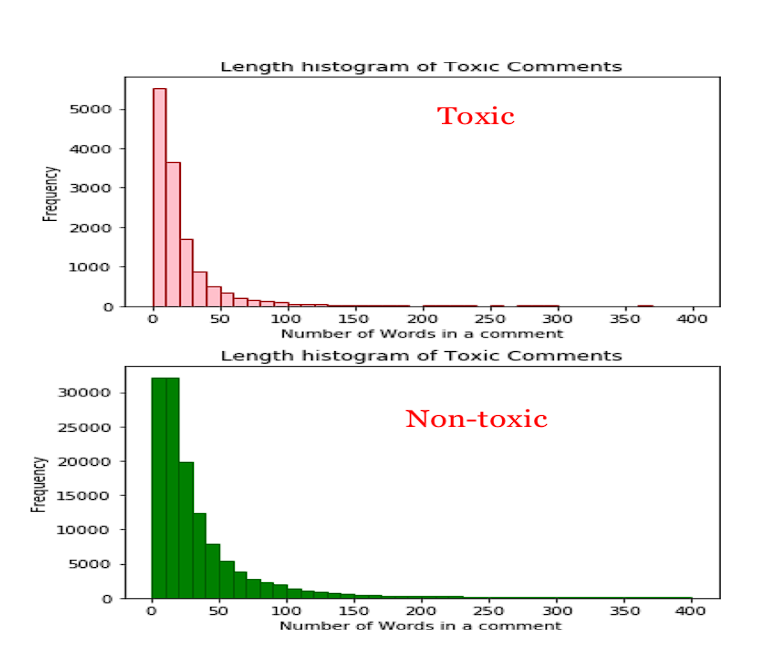 Length histogram of Toxic Comments
Toxic
5000
4000
3000
2000
1000
0
Frequency
0 50 100 150 200 250 300 350 400
Number of Words in a comment
Length histogram of Toxic Comments
Non-toxic
30000
25000
20000
15000
10000
5000
0
Frequency
0 50 100 150 200 250 300 350 400
Number of Words in a comment